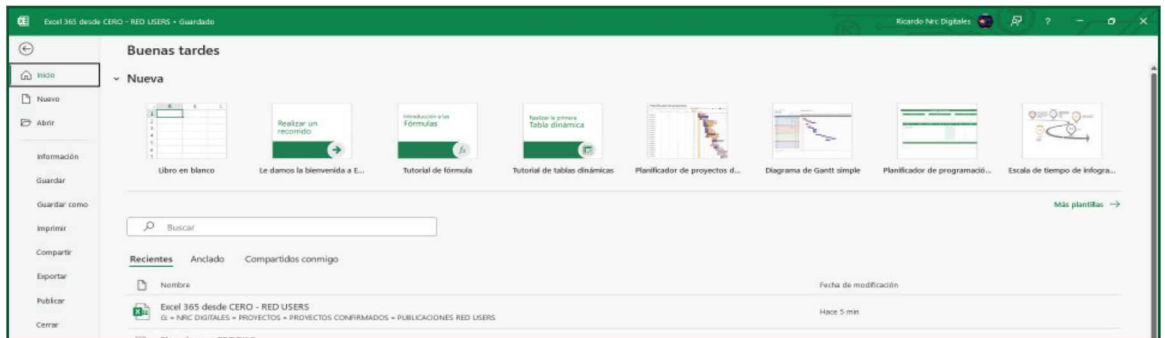 Excel 365 desde CERO - RED USERS • Guardado
Ricardo Nrc Digitales
?
Buenas tardes
Inicio
Nueva
Nuevo
Abrir
Realizar un recorrido
Introducción a las Fórmulas
fx
Realizar la primera Tabla dinámica
Libro en blanco
Le damos la bienvenida a E...
Tutorial de fórmula
Tutorial de tablas dinámicas
Planificador de proyectos d...
Diagrama de Gantt simple
Planificador de programació...
Escala de tiempo de infogra...
Información
Guardar
Guardar como
Más plantillas
Imprimir
Buscar
Compartir
Recientes Anclado Compartidos conmigo
Exportar
Nombre Fecha de modificación
Publicar
Excel 365 desde CERO - RED USERS
G: » NRC DIGITALES » PROYECTOS » PROYECTOS CONFIRMADOS » PUBLICACIONES RED USERS
Hace 5 min
Cerrar